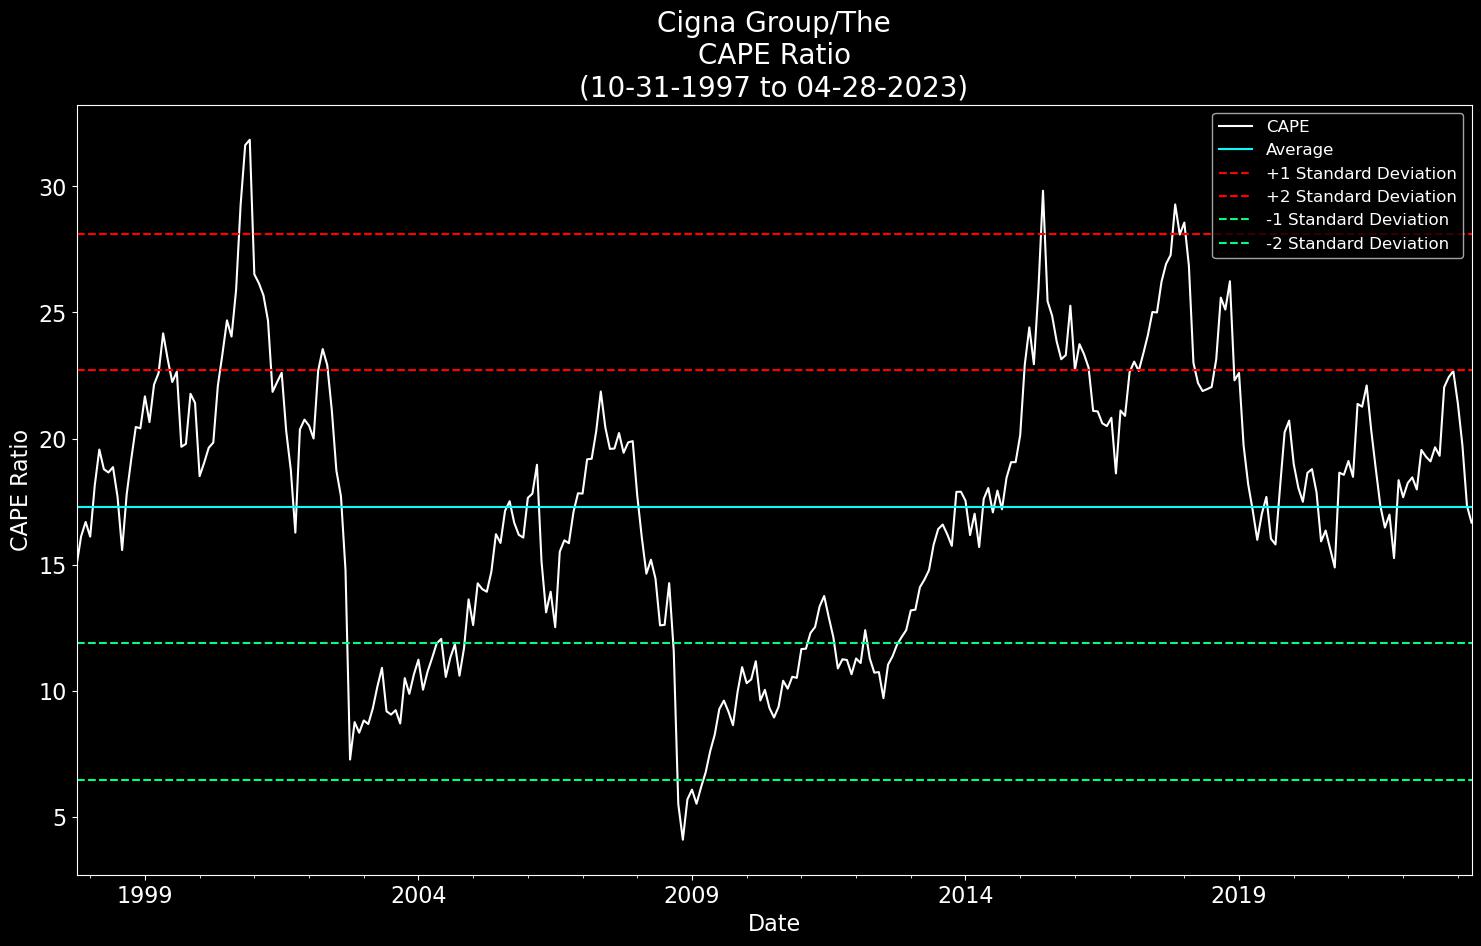 Cigna Group/The
CAPE Ratio
(10-31-1997 to 04-28-2023)
CAPE
Average
+1 Standard Deviation
+2 Standard Deviation
-1 Standard Deviation
-2 Standard Deviation
CAPE Ratio
30
25
20
15
10
5
1999
2004
2009
2014
2019
Date